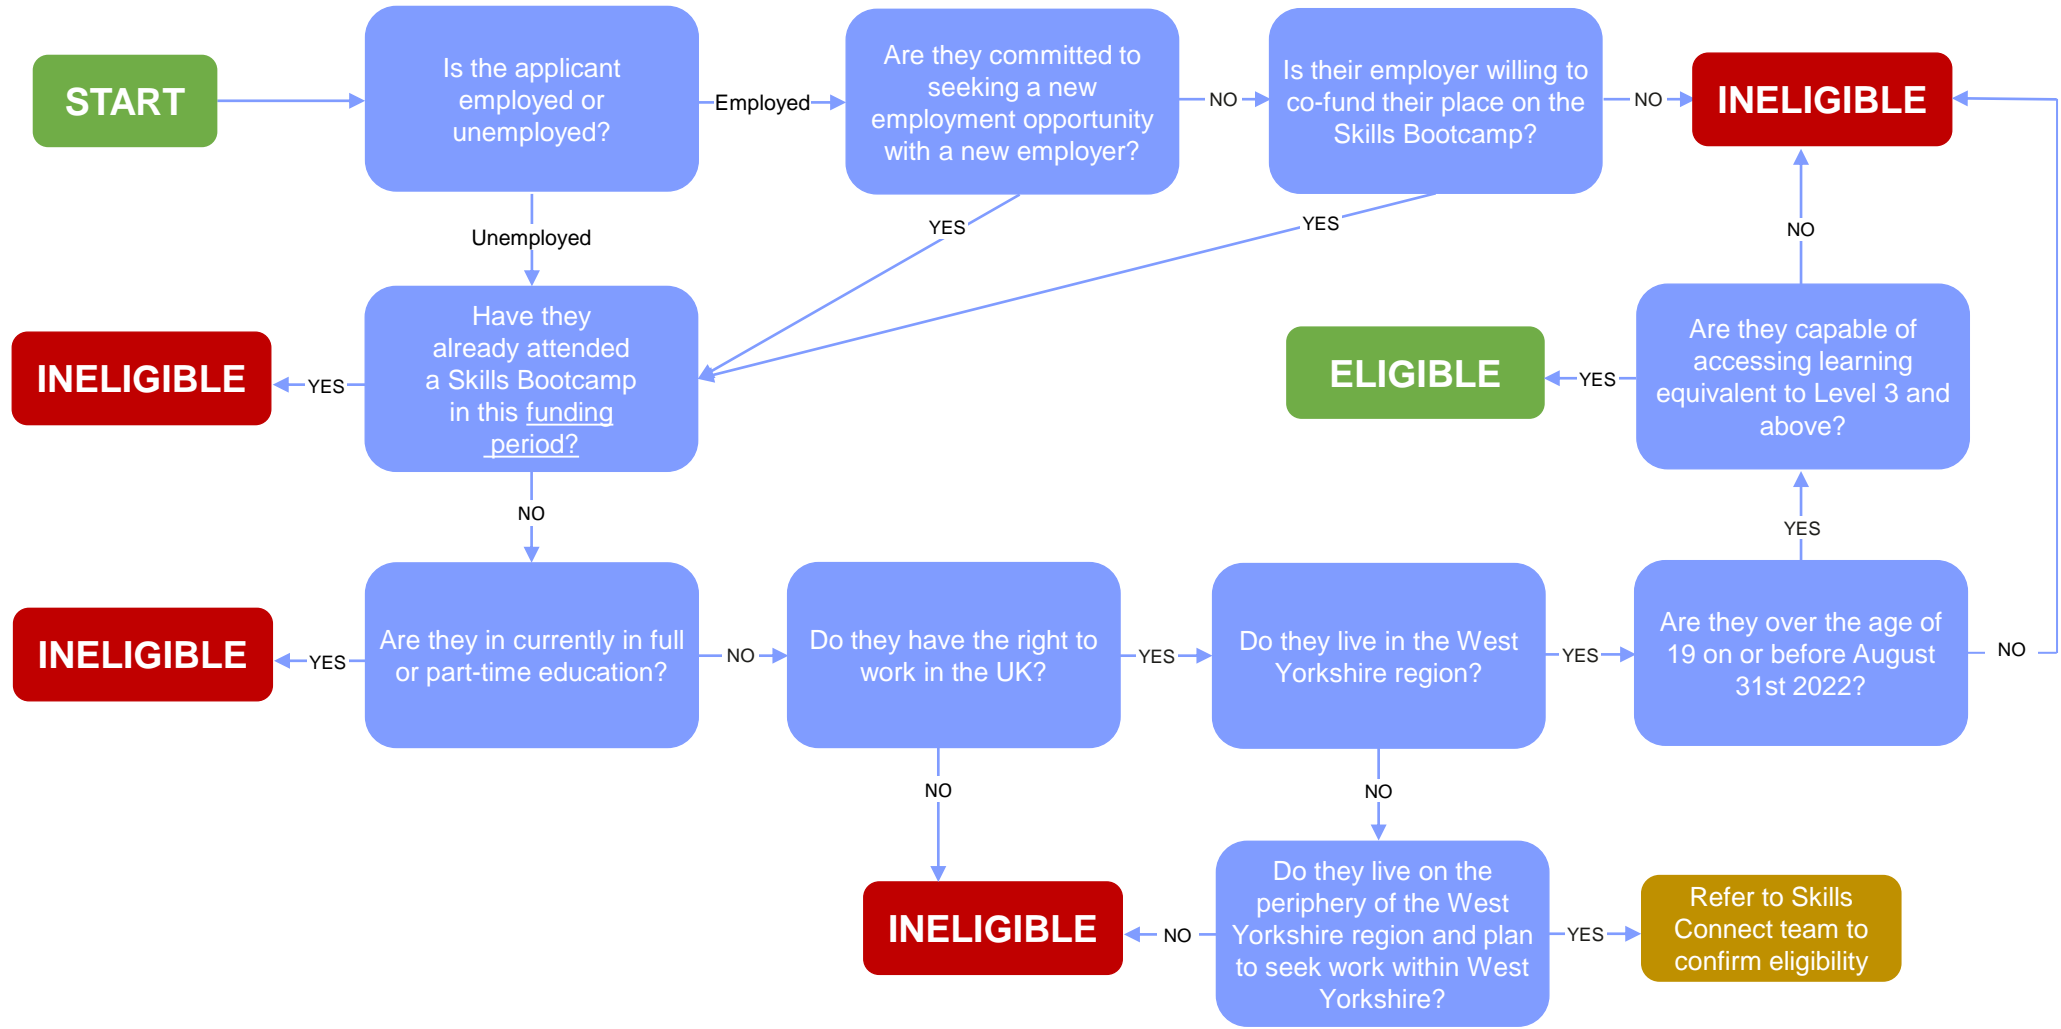 START
Is the applicant
employed or
unemployed?
Employed
Are they committed to
seeking a new
employment opportunity
with a new employer?
NO
Is their employer willing to
co-fund their place on the
Skills Bootcamp?
NO
INELIGIBLE
Unemployed
YES
YES
NO
INELIGIBLE
YES
Have they
already attended
a Skills Bootcamp
in this funding
period?
ELIGIBLE
YES
Are they capable of
accessing learning
equivalent to Level 3 and
above?
NO
YES
INELIGIBLE
YES
Are they in currently in full
or part-time education?
NO
Do they have the right to
work in the UK?
YES
Do they live in the West
Yorkshire region?
YES
Are they over the age of
19 on or before August
31st 2022?
NO
NO
NO
INELIGIBLE
NO
Do they live on the
periphery of the West
Yorkshire region and plan
to seek work within West
Yorkshire?
YES
Refer to Skills
Connect team to
confirm eligibility